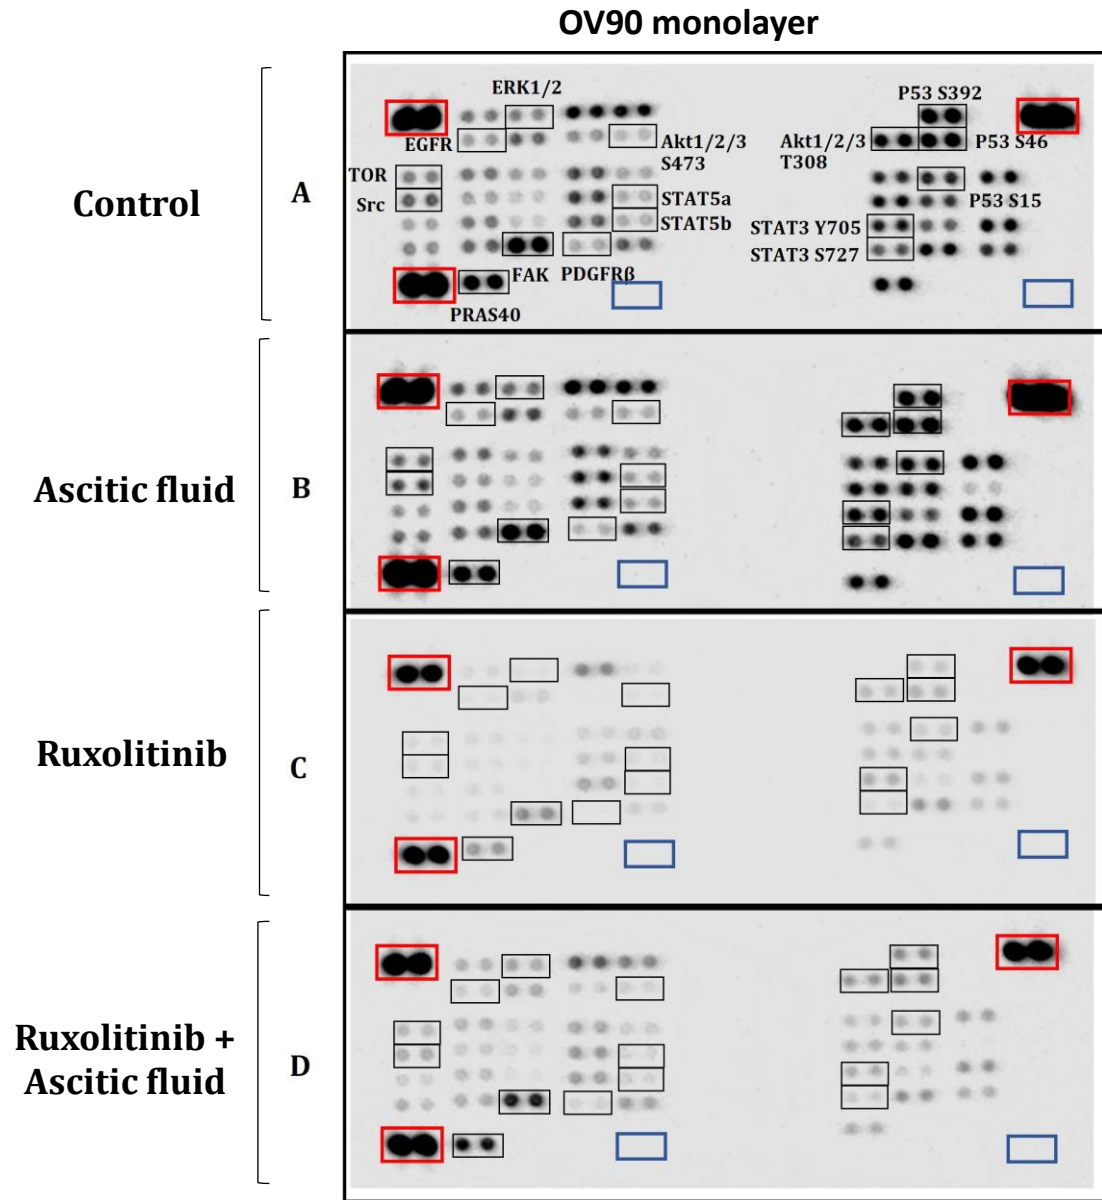 OV90 monolayer
Control
A
ERK1/2
P53 S392
EGFR
Akt1/2/3
S473
Akt1/2/3
T308
P53 S46
TOR
Src
STAT5a
STAT5b
P53 S15
STAT3 Y705
STAT3 S727
FAK
PDGFRβ
PRAS40
Ascitic fluid
B
Ruxolitinib
C
Ruxolitinib +
Ascitic fluid
D